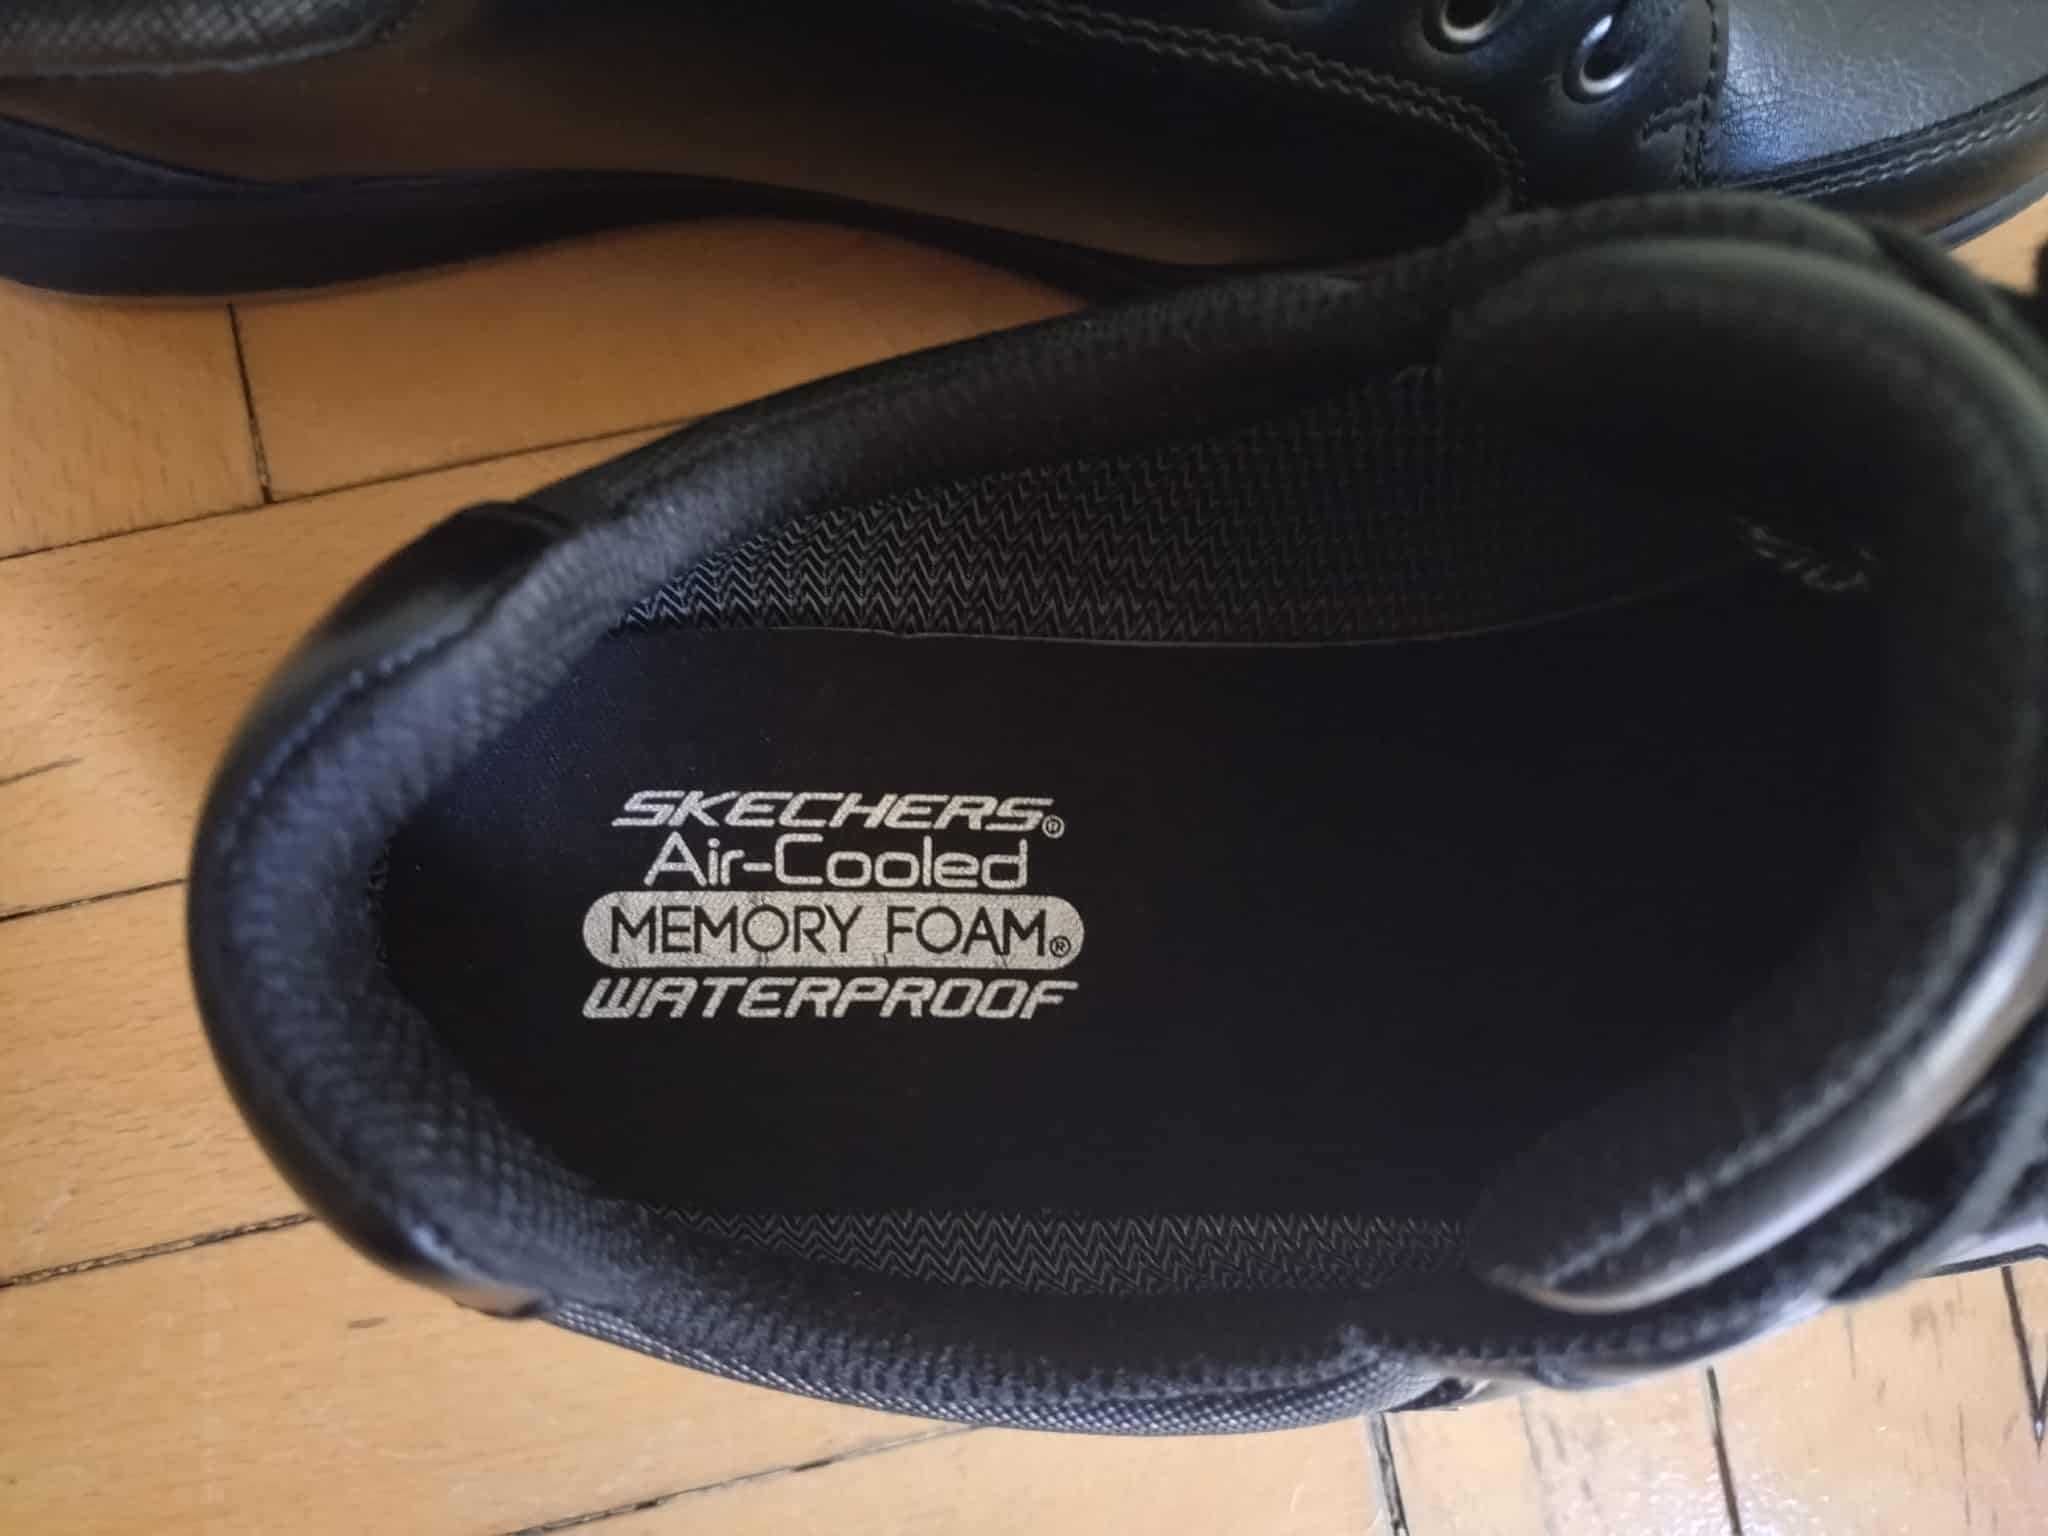 SKECHERS®
Air-Cooled
MEMORY FOAM®
WATERPROOF